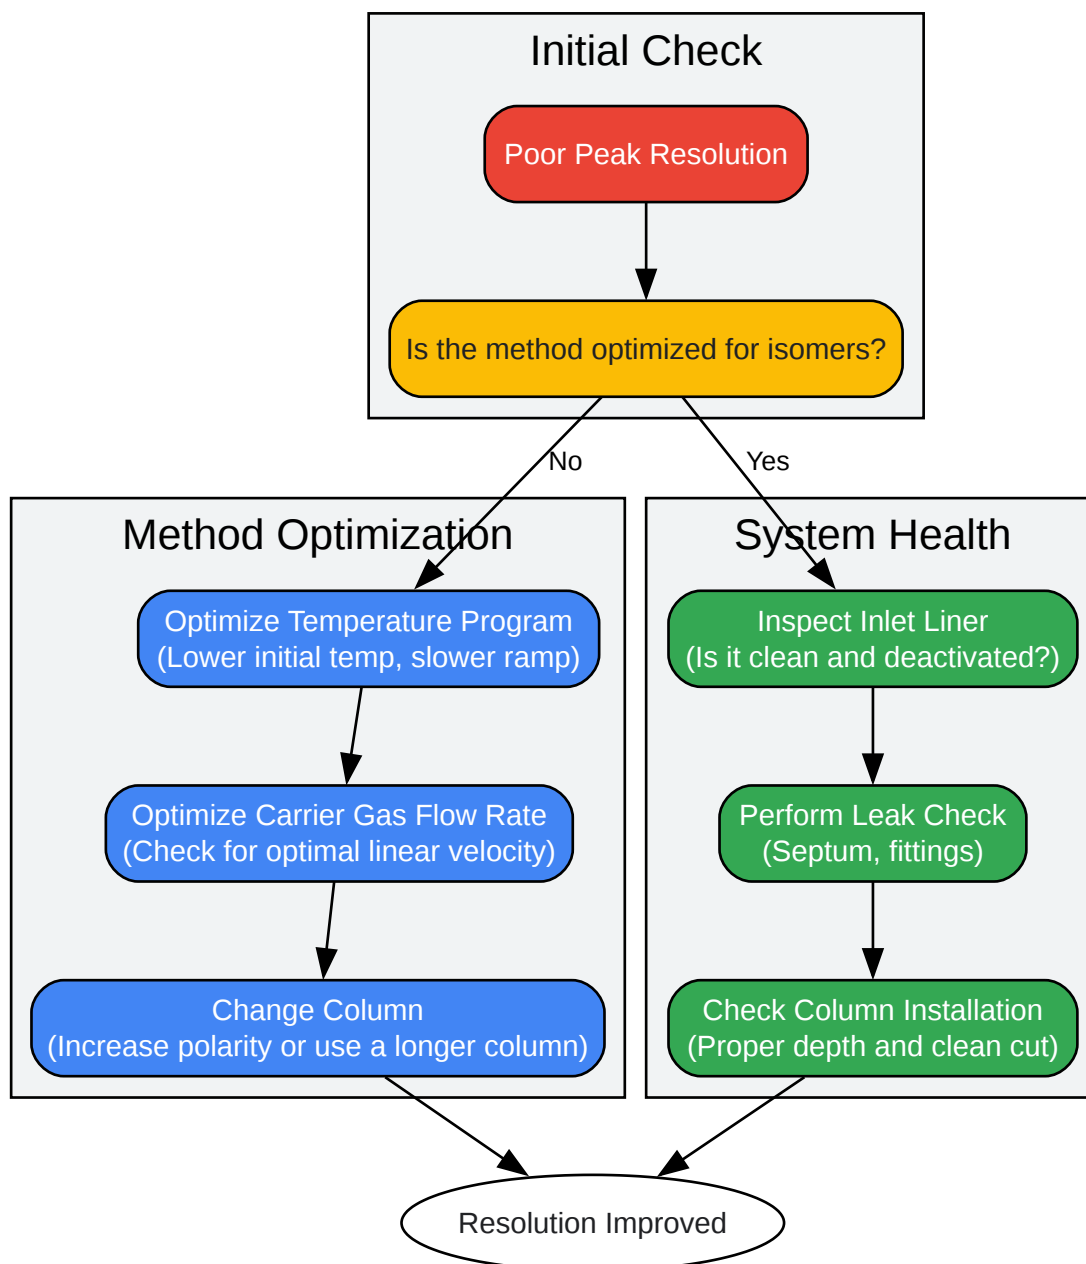 Initial Check
Poor Peak Resolution
Is the method optimized for isomers?
No
Yes
Method Optimization
Optimize Temperature Program
(Lower initial temp, slower ramp)
Optimize Carrier Gas Flow Rate
(Check for optimal linear velocity)
Change Column
(Increase polarity or use a longer column)
System Health
Inspect Inlet Liner
(Is it clean and deactivated?)
Perform Leak Check
(Septum, fittings)
Check Column Installation
(Proper depth and clean cut)
Resolution Improved